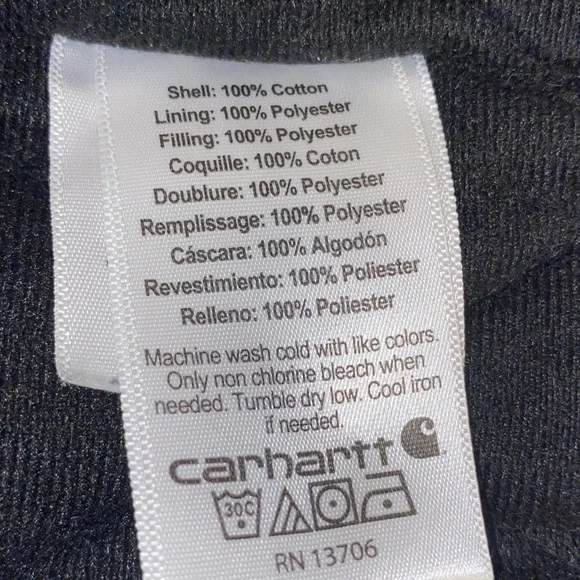 Shell: 100% Cotton
Lining: 100% Polyester
Filling: 100% Polyester
Coquille: 100% Coton
Doublure: 100% Polyester
Remplissage: 100% Polyester
Cáscara: 100% Algodón
Revestimiento: 100% Poliester
Relleno: 100% Poliester
Machine wash cold with like colors.
Only non chlorine bleach when
needed. Tumble dry low. Cool iron
if needed.
carhartt
30C
RN 13706